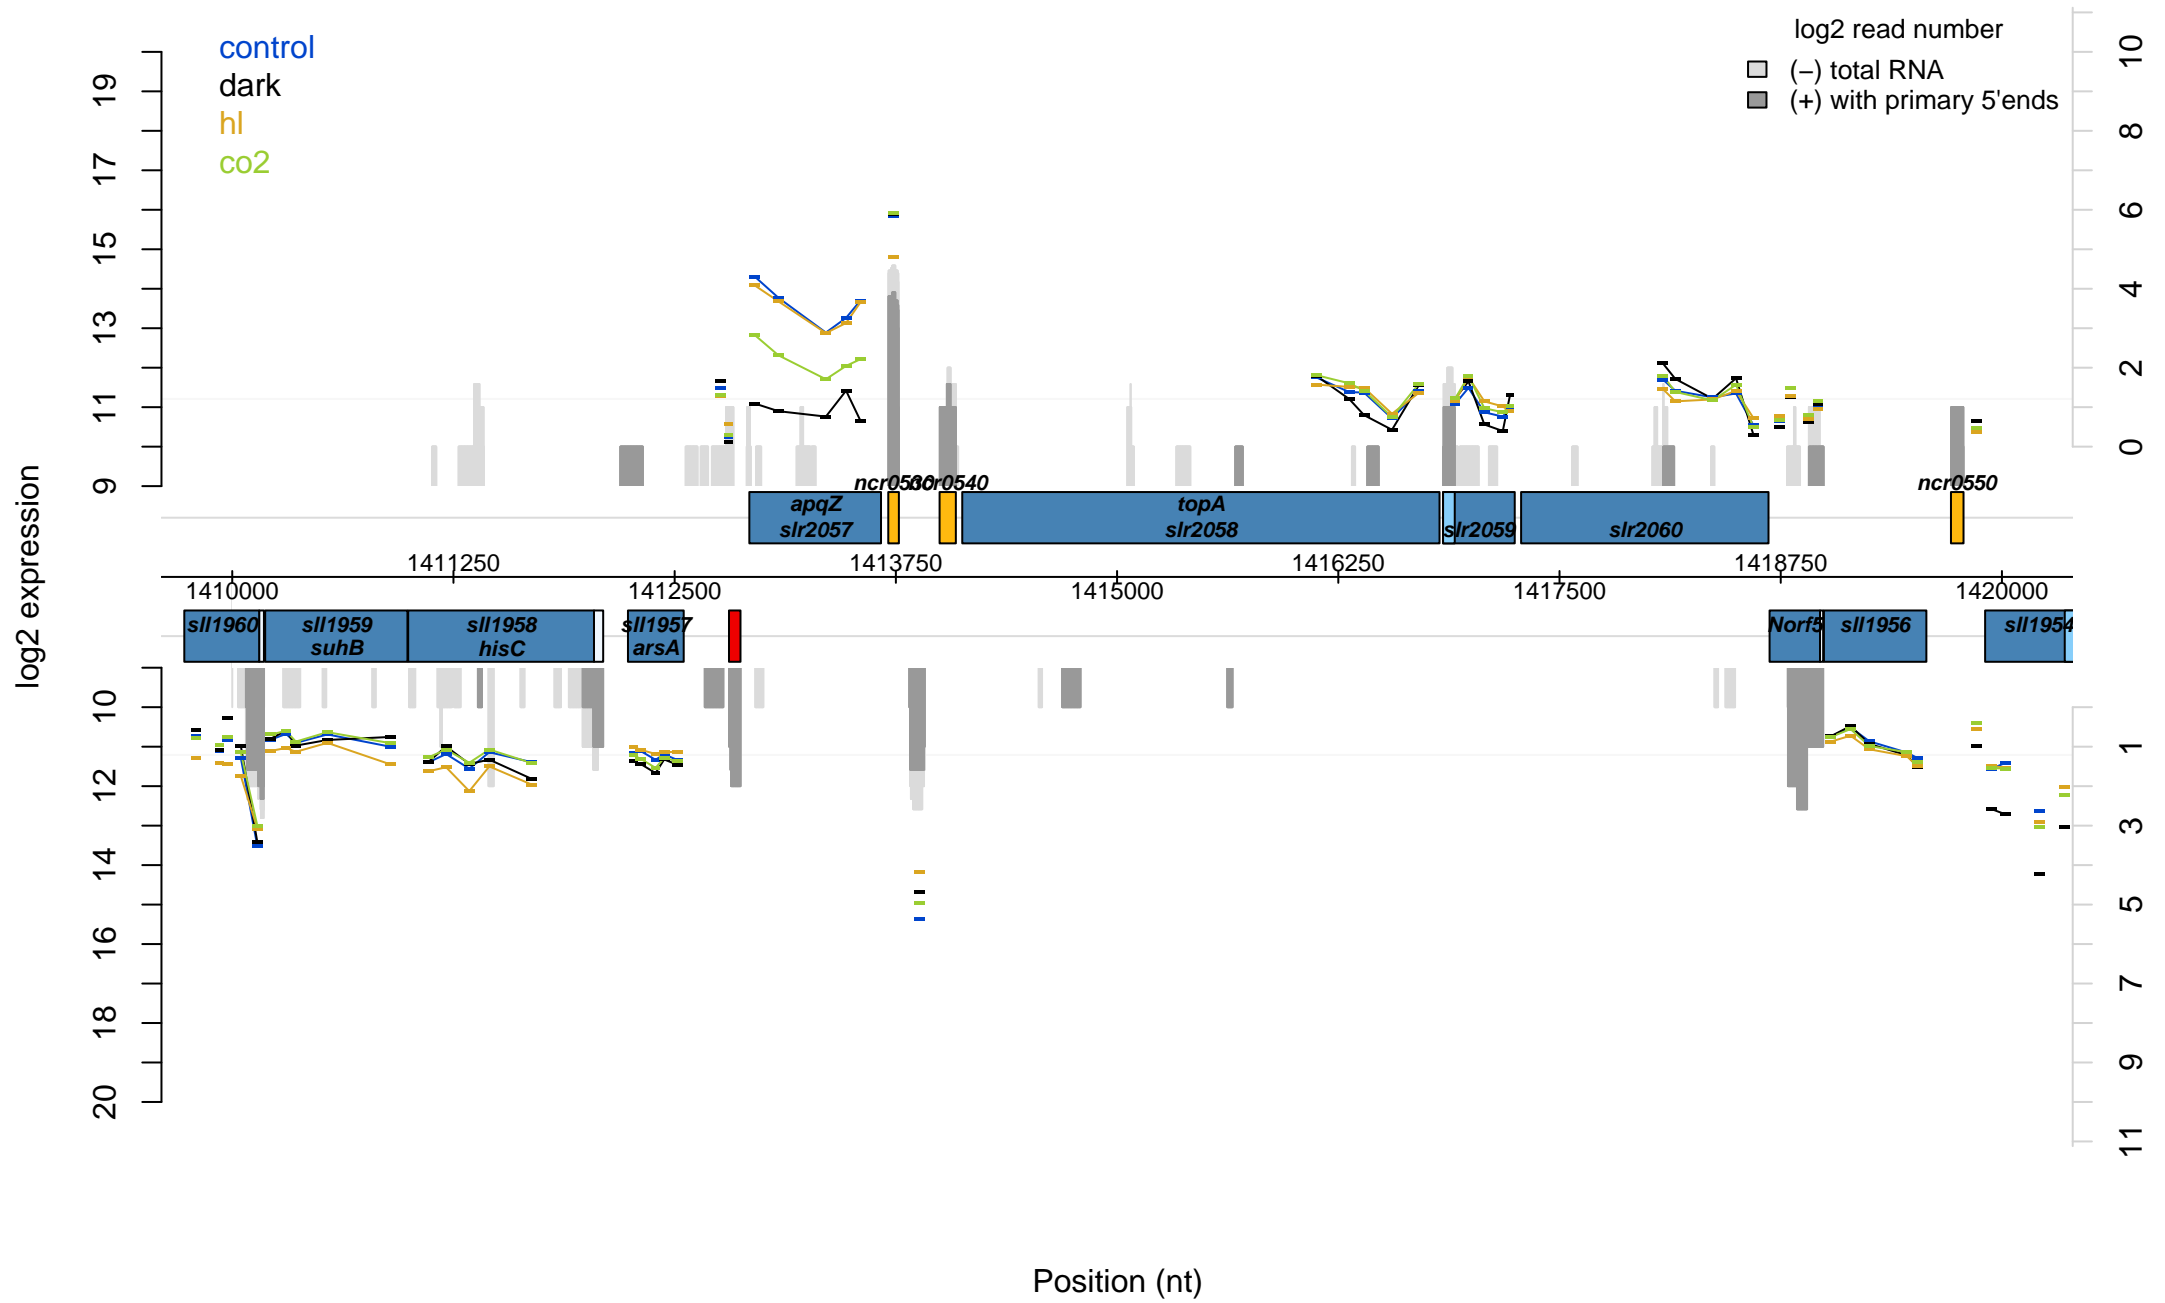 control
dark
hl
co2
log2 read number
(−) total RNA
(+) with primary 5'ends
19
17
15
13
11
9
10
8
6
4
2
0
log2 expression
ncr0530
ncr0540
ncr0550
apqZ
slr2057
topA
slr2058
slr2059
slr2060
1411250
1413750
1416250
1418750
1410000
1412500
1415000
1417500
1420000
sll1960
sll1959
suhB
sll1958
hisC
sll1957
arsA
Norf5
sll1956
sll1954
10
12
14
16
18
20
1
3
5
7
9
11
Position (nt)